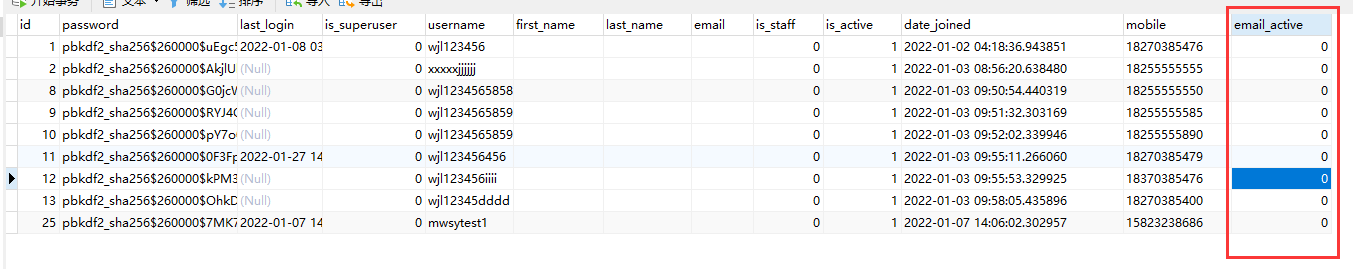 开始事务 文本 筛选 排序 导入 导出
id password last_login is_superuser username first_name last_name email is_staff is_active date_joined mobile email_active
1 pbkdf2_sha256$260000$uEgc5 2022-01-08 03 0 wjl123456 0 1 2022-01-02 04:18:36.943851 18270385476 0
2 pbkdf2_sha256$260000$AkjlU (Null) 0 xxxxxjjjjjj 0 1 2022-01-03 08:56:20.638480 18255555555 0
8 pbkdf2_sha256$260000$G0jcW (Null) 0 wjl1234565858 0 1 2022-01-03 09:50:54.440319 18255555550 0
9 pbkdf2_sha256$260000$RYJ4C (Null) 0 wjl1234565859 0 1 2022-01-03 09:51:32.303169 18255555585 0
10 pbkdf2_sha256$260000$pY7o (Null) 0 wjl1234565859 0 1 2022-01-03 09:52:02.339946 18255555890 0
11 pbkdf2_sha256$260000$0F3Fp 2022-01-27 14 0 wjl123456456 0 1 2022-01-03 09:55:11.266060 18270385479 0
12 pbkdf2_sha256$260000$kPM3 (Null) 0 wjl123456iiii 0 1 2022-01-03 09:55:53.329925 18370385476 0
13 pbkdf2_sha256$260000$OhkD (Null) 0 wjl12345dddd 0 1 2022-01-03 09:58:05.435896 18270385400 0
25 pbkdf2_sha256$260000$7MK7 2022-01-07 14 0 mwsytest1 0 1 2022-01-07 14:06:02.302957 15823238686 0